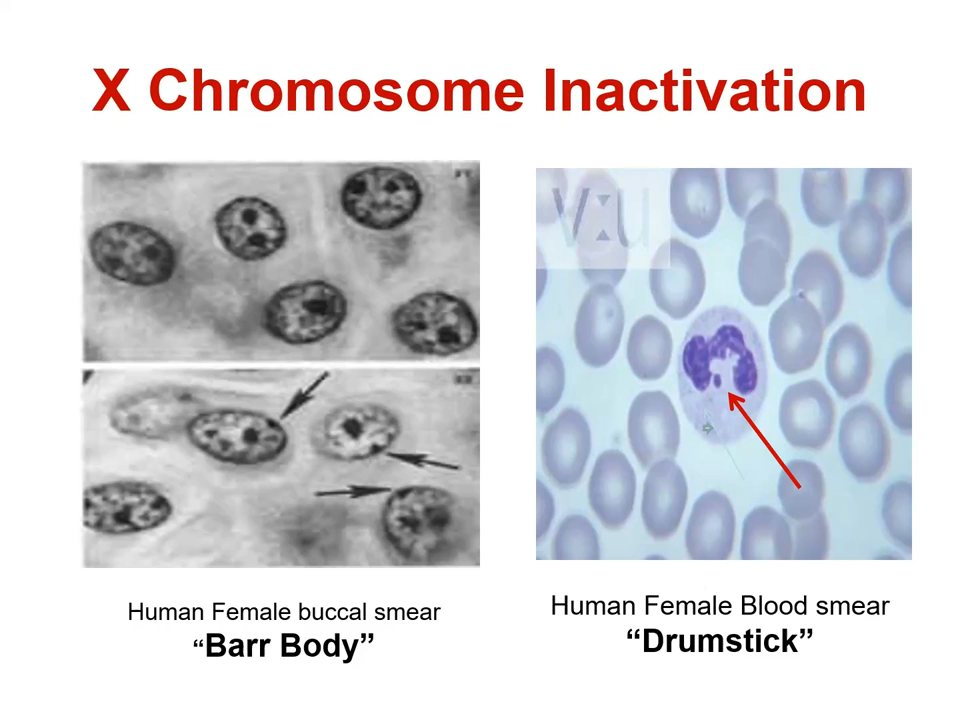 X Chromosome Inactivation
v:u
Human Female buccal smear
“Barr Body”
Human Female Blood smear
“Drumstick”